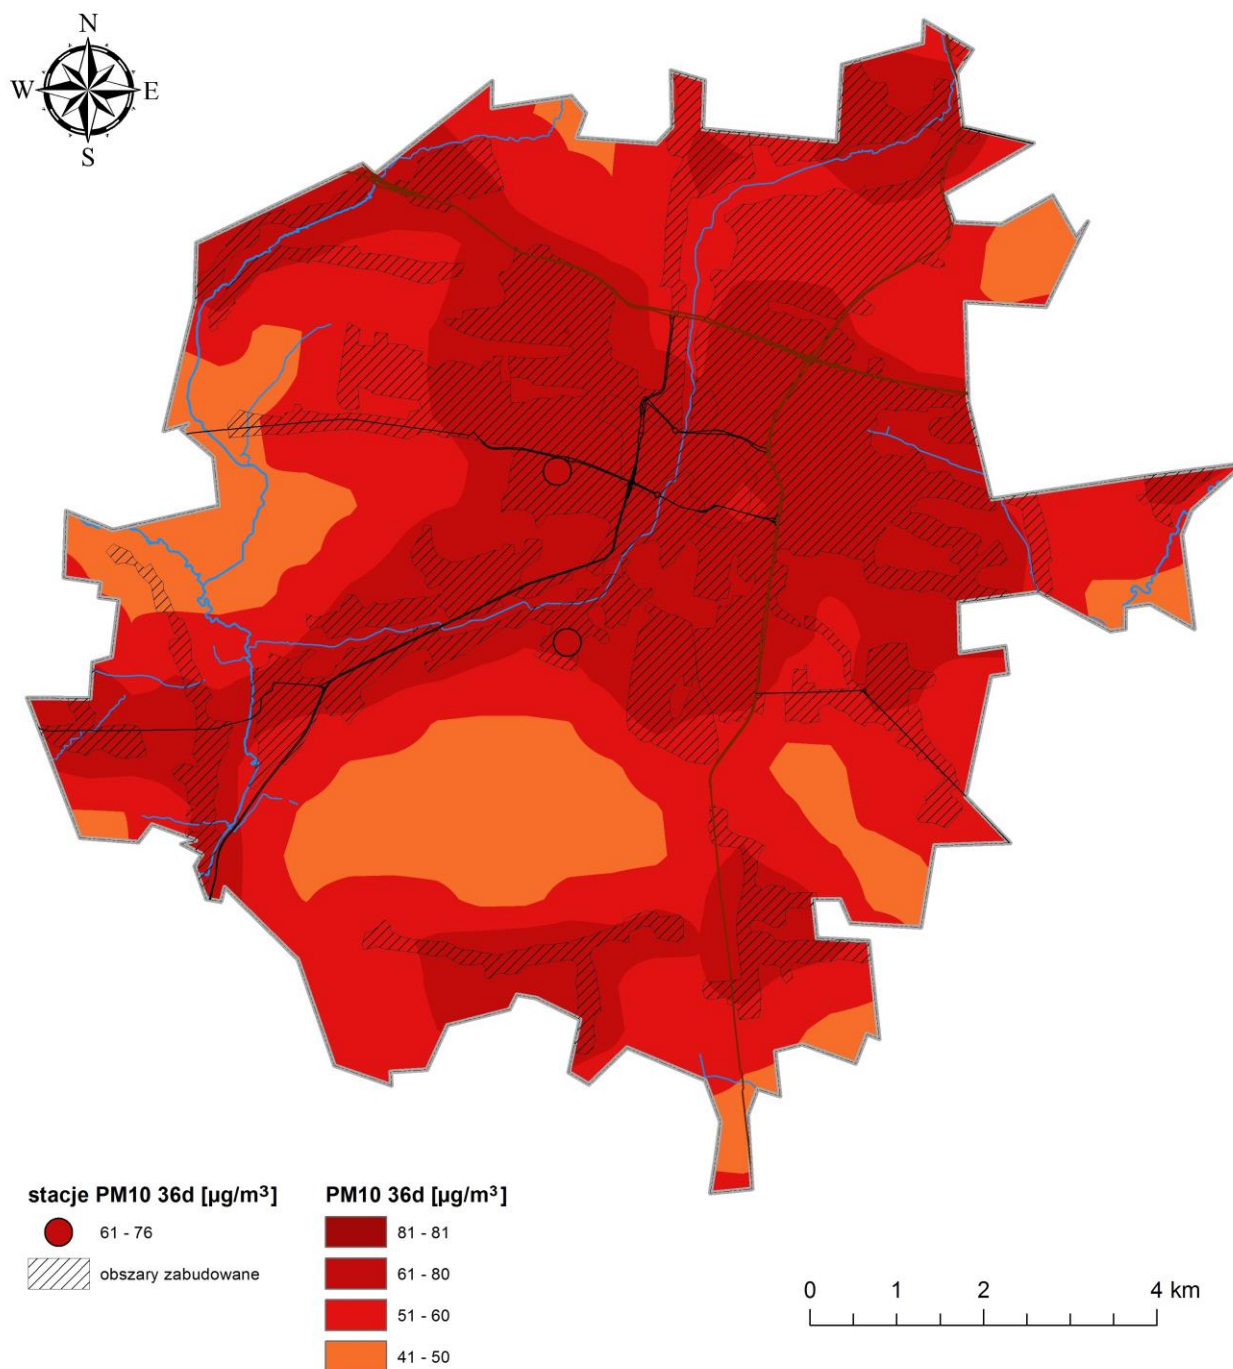 N
W E
S
stacje PM10 36d [µg/m³]
61 - 76
obszary zabudowane
PM10 36d [µg/m³]
81 - 81
61 - 80
51 - 60
41 - 50
0 1 2 4 km